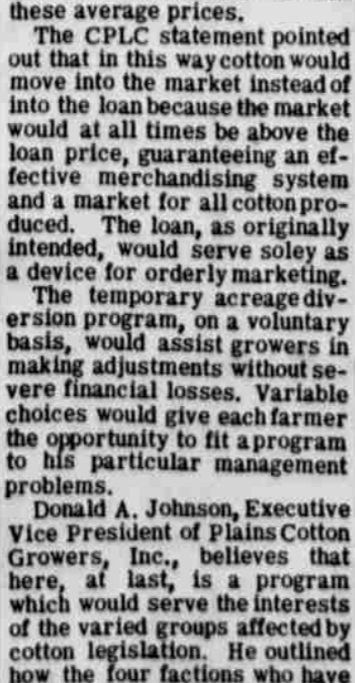 these average prices.
The CPLC statement pointed
out that in this way cotton would
move into the market instead of
into the loan because the market
would at all times be above the
loan price, guaranteeing an ef-
fective merchandising system
and a market for all cotton pro-
duced. The loan, as originally
intended, would serve soley as
a device for orderly marketing.
The temporary acreage div-
ersion program, on a voluntary
basis, would assist growers in
making adjustments without se-
vere financial losses. Variable
choices would give each farmer
the opportunity to fit a program
to his particular management
problems.
Donald A. Johnson, Executive
Vice President of Plains Cotton
Growers, Inc., believes that
here, at last, is a program
which would serve the interests
of the varied groups affected by
cotton legislation. He outlined
how the four factions who have